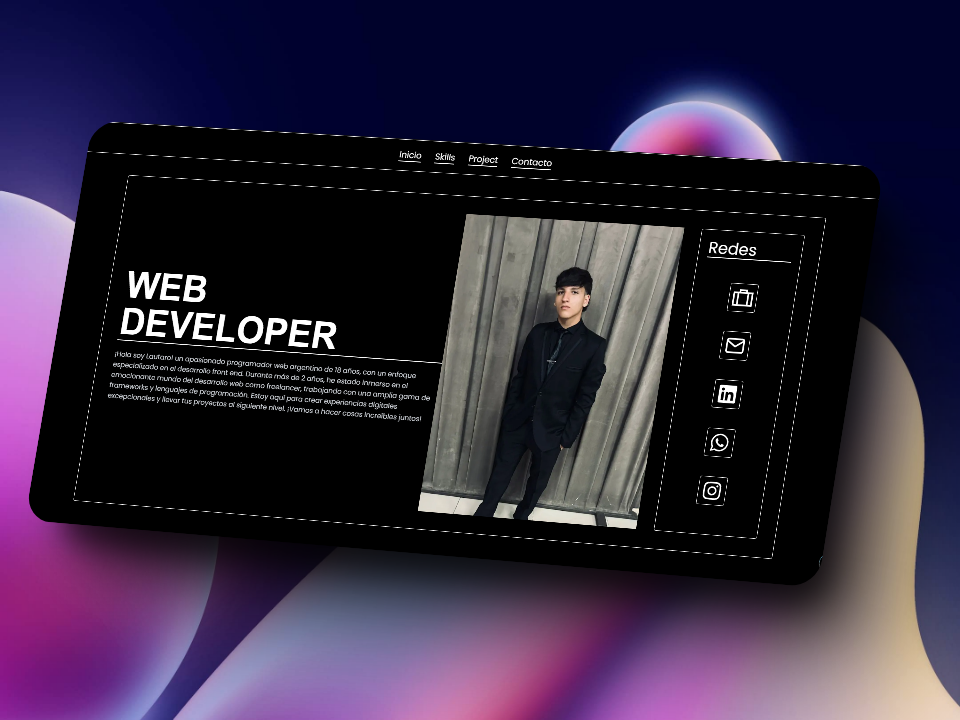 Inicio Skills Project Contacto
WEB
DEVELOPER
¡Hola soy Lautaro! un apasionado programador web argentino de 18 años, con un enfoque
especializado en el desarrollo front end. Durante más de 2 años, he estado inmerso en el
emocionante mundo del desarrollo web como freelancer, trabajando con una amplia gama de
frameworks y lenguajes de programación. Estoy aquí para crear experiencias digitales
excepcionales y llevar tus proyectos al siguiente nivel. ¡Vamos a hacer cosas increíbles juntos!
Redes
in